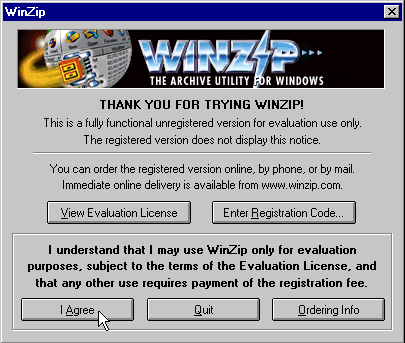 WinZip
WINZIP
THE ARCHIVE UTILITY FOR WINDOWS
THANK YOU FOR TRYING WINZIP!
This is a fully functional unregistered version for evaluation use only.
The registered version does not display this notice.
You can order the registered version online, by phone, or by mail.
Immediate online delivery is available from www.winzip.com.
View Evaluation License
Enter Registration Code...
I understand that I may use WinZip only for evaluation
purposes, subject to the terms of the Evaluation License, and
that any other use requires payment of the registration fee.
I Agree
Quit
Ordering Info